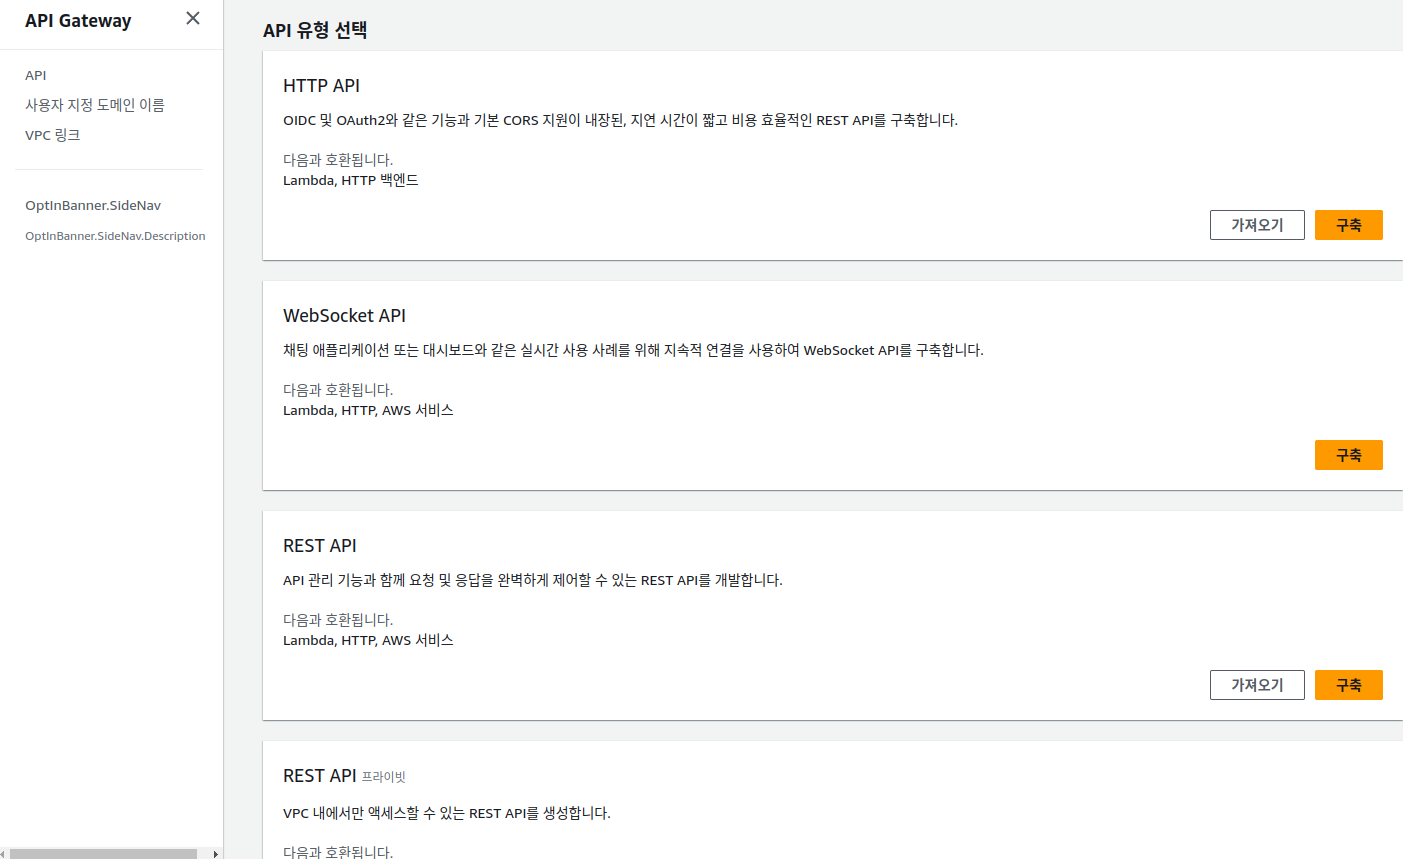 API Gateway
API
사용자 지정 도메인 이름
VPC 링크
OptInBanner.SideNav
OptInBanner.SideNav.Description
API 유형 선택
HTTP API
OIDC 및 OAuth2와 같은 기능과 기본 CORS 지원이 내장된, 지연 시간이 짧고 비용 효율적인 REST API를 구축합니다.
다음과 호환됩니다.
Lambda, HTTP 백엔드
가져오기 구축
WebSocket API
채팅 애플리케이션 또는 대시보드와 같은 실시간 사용 사례를 위해 지속적 연결을 사용하여 WebSocket API를 구축합니다.
다음과 호환됩니다.
Lambda, HTTP, AWS 서비스
구축
REST API
API 관리 기능과 함께 요청 및 응답을 완벽하게 제어할 수 있는 REST API를 개발합니다.
다음과 호환됩니다.
Lambda, HTTP, AWS 서비스
가져오기 구축
REST API 프라이빗
VPC 내에서만 액세스할 수 있는 REST API를 생성합니다.
다음과 호환됩니다.